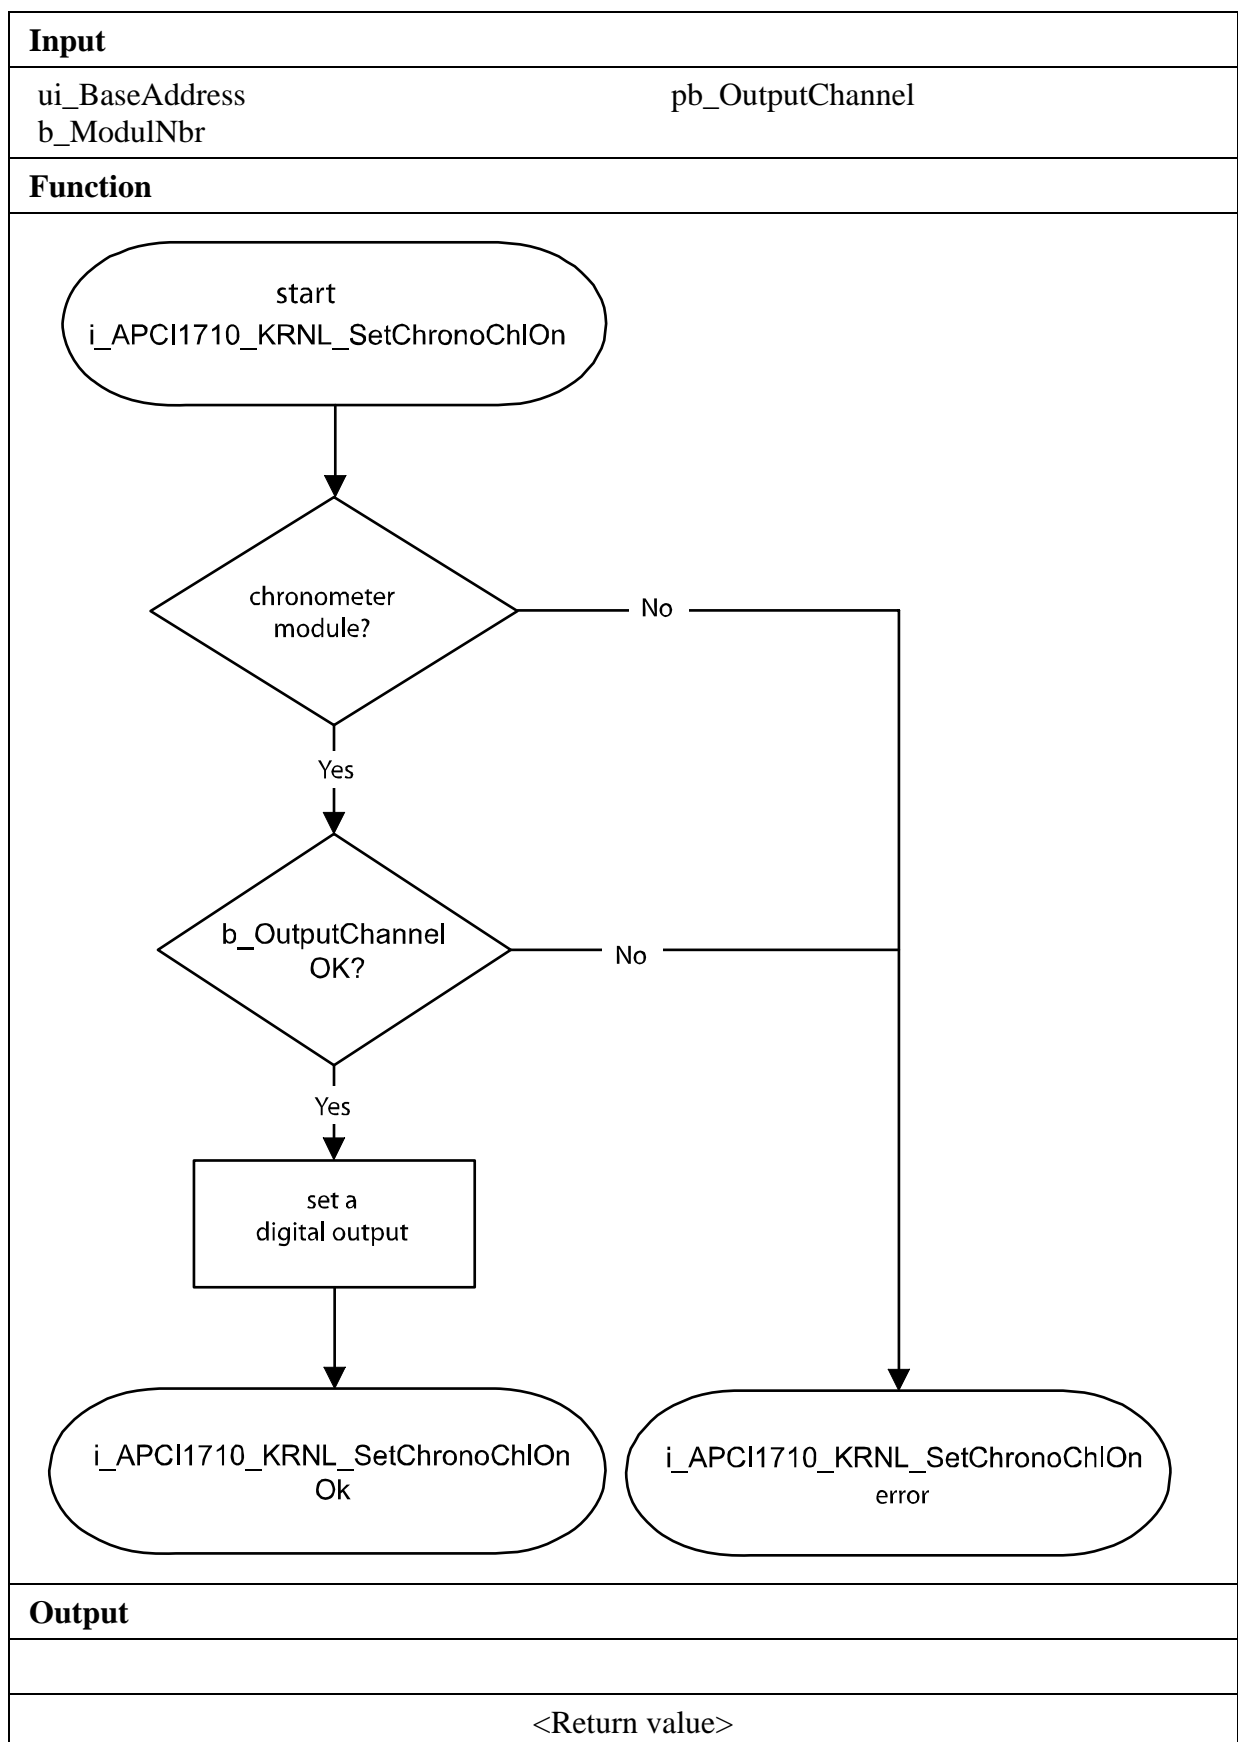 Input
ui_BaseAddress pb_OutputChannel
b_ModulNbr
Function
start
i_APCI1710_KRNL_SetChronoChlOn
chronometer
module?
No
Yes
b_OutputChannel
OK?
No
Yes
set a
digital output
i_APCI1710_KRNL_SetChronoChlOn
Ok
i_APCI1710_KRNL_SetChronoChlOn
error
Output
<Return value>